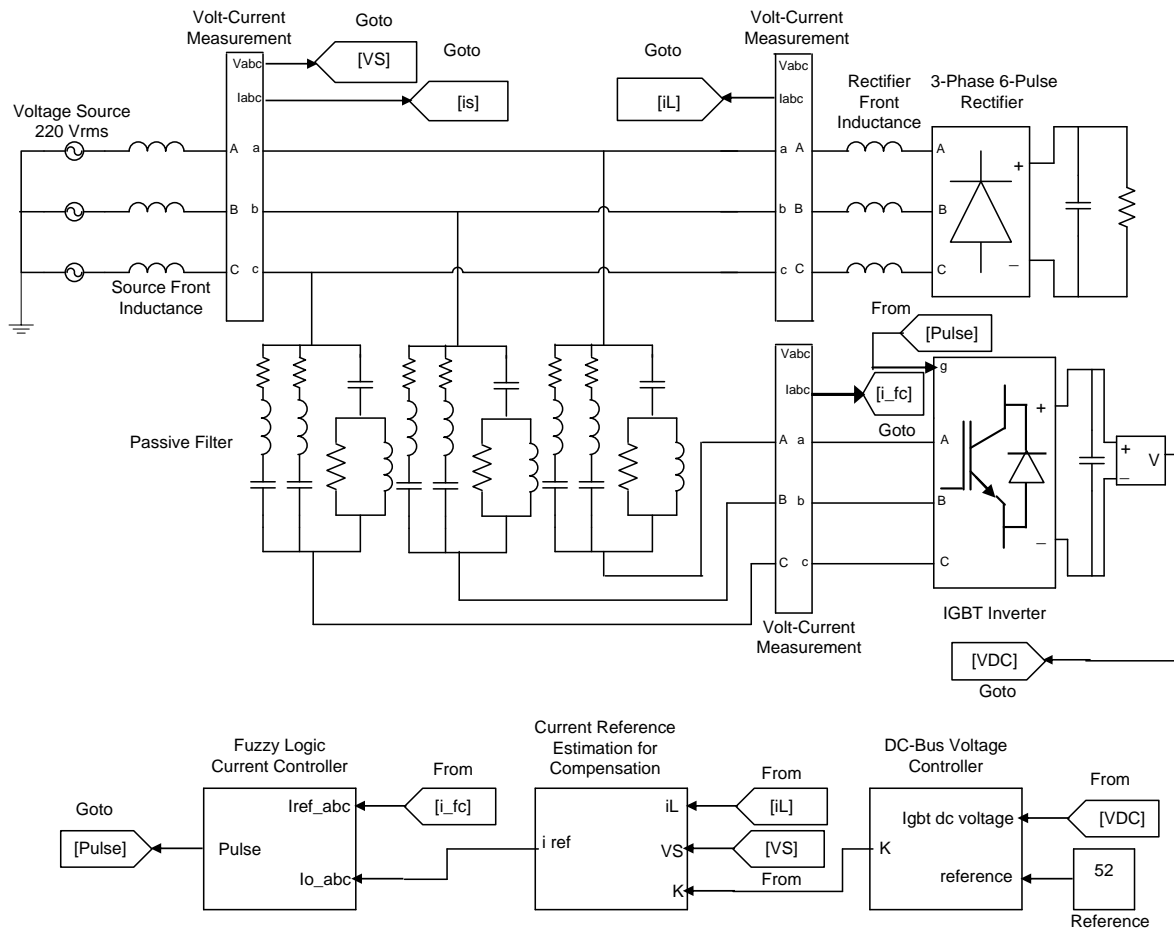 Volt-Current
Measurement
Goto
[VS]
Goto
[is]
Goto
[iL]
Volt-Current
Measurement
Vabc
Iabc
Vabc
Iabc
Voltage Source
220 Vrms
Rectifier
Front
Inductance
3-Phase 6-Pulse
Rectifier
A
a
a
A
A
+
B
b
b
B
B
C
c
c
C
C
_
Source Front
Inductance
From
[Pulse]
Vabc
Iabc
g
[i_fc]
Goto
Passive Filter
A
a
A
+
+
V
_
B
b
B
_
C
c
C
IGBT Inverter
Volt-Current
Measurement
[VDC]
Goto
Fuzzy Logic
Current Controller
Current Reference
Estimation for
Compensation
DC-Bus Voltage
Controller
Goto
[Pulse]
Pulse
Iref_abc
Io_abc
From
[i_fc]
i ref
iL
VS
K
From
[iL]
[VS]
From
K
Igbt dc voltage
reference
From
[VDC]
52
Reference